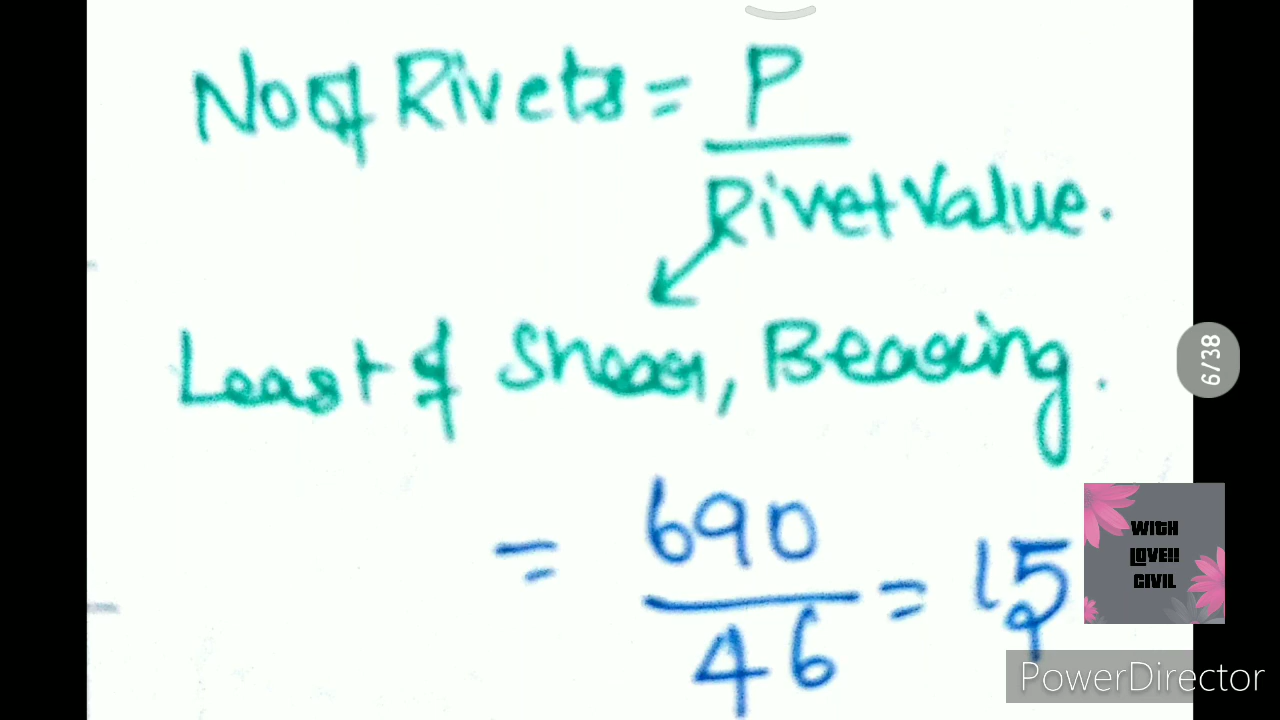 No of Rivets = P
Rivet Value.
Least of Shear, Bearing.
= 690
46
= 15
6/38
WITH
LOVE!!
CIVIL
PowerDirector